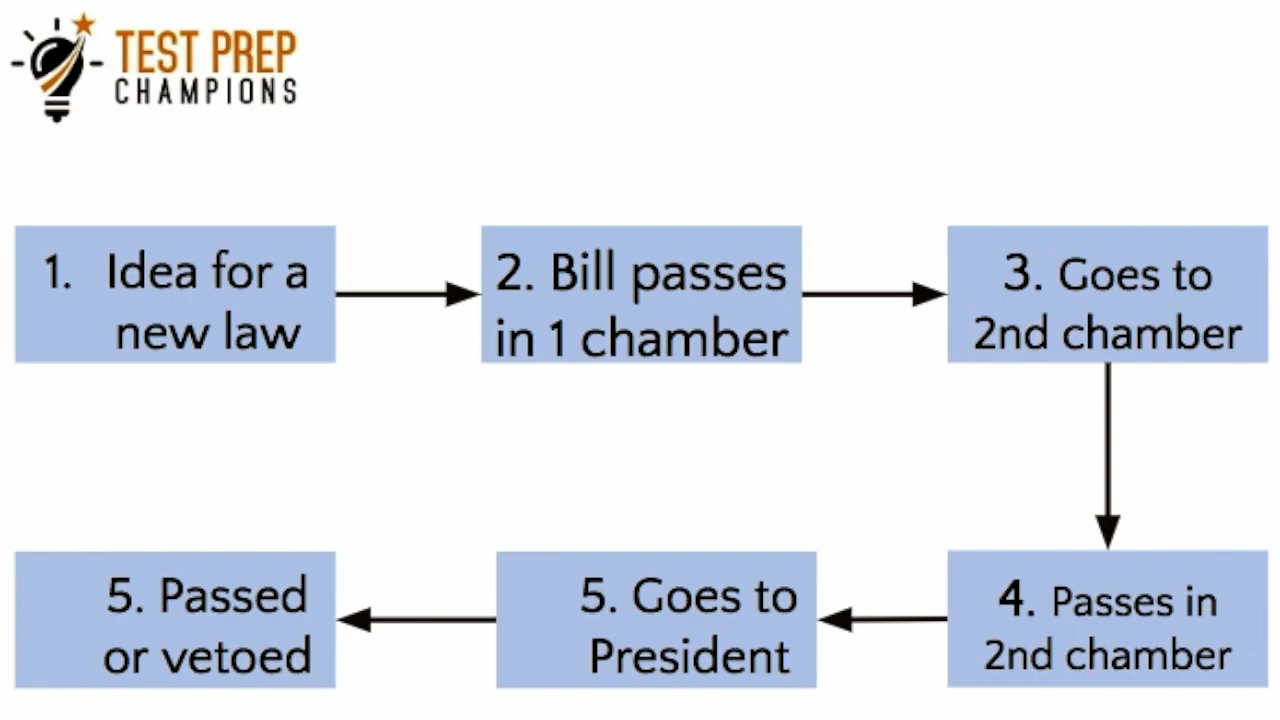 TEST PREP
CHAMPIONS
1. Idea for a
new law
2. Bill passes
in 1 chamber
3. Goes to
2nd chamber
4. Passes in
2nd chamber
5. Goes to
President
5. Passed
or vetoed